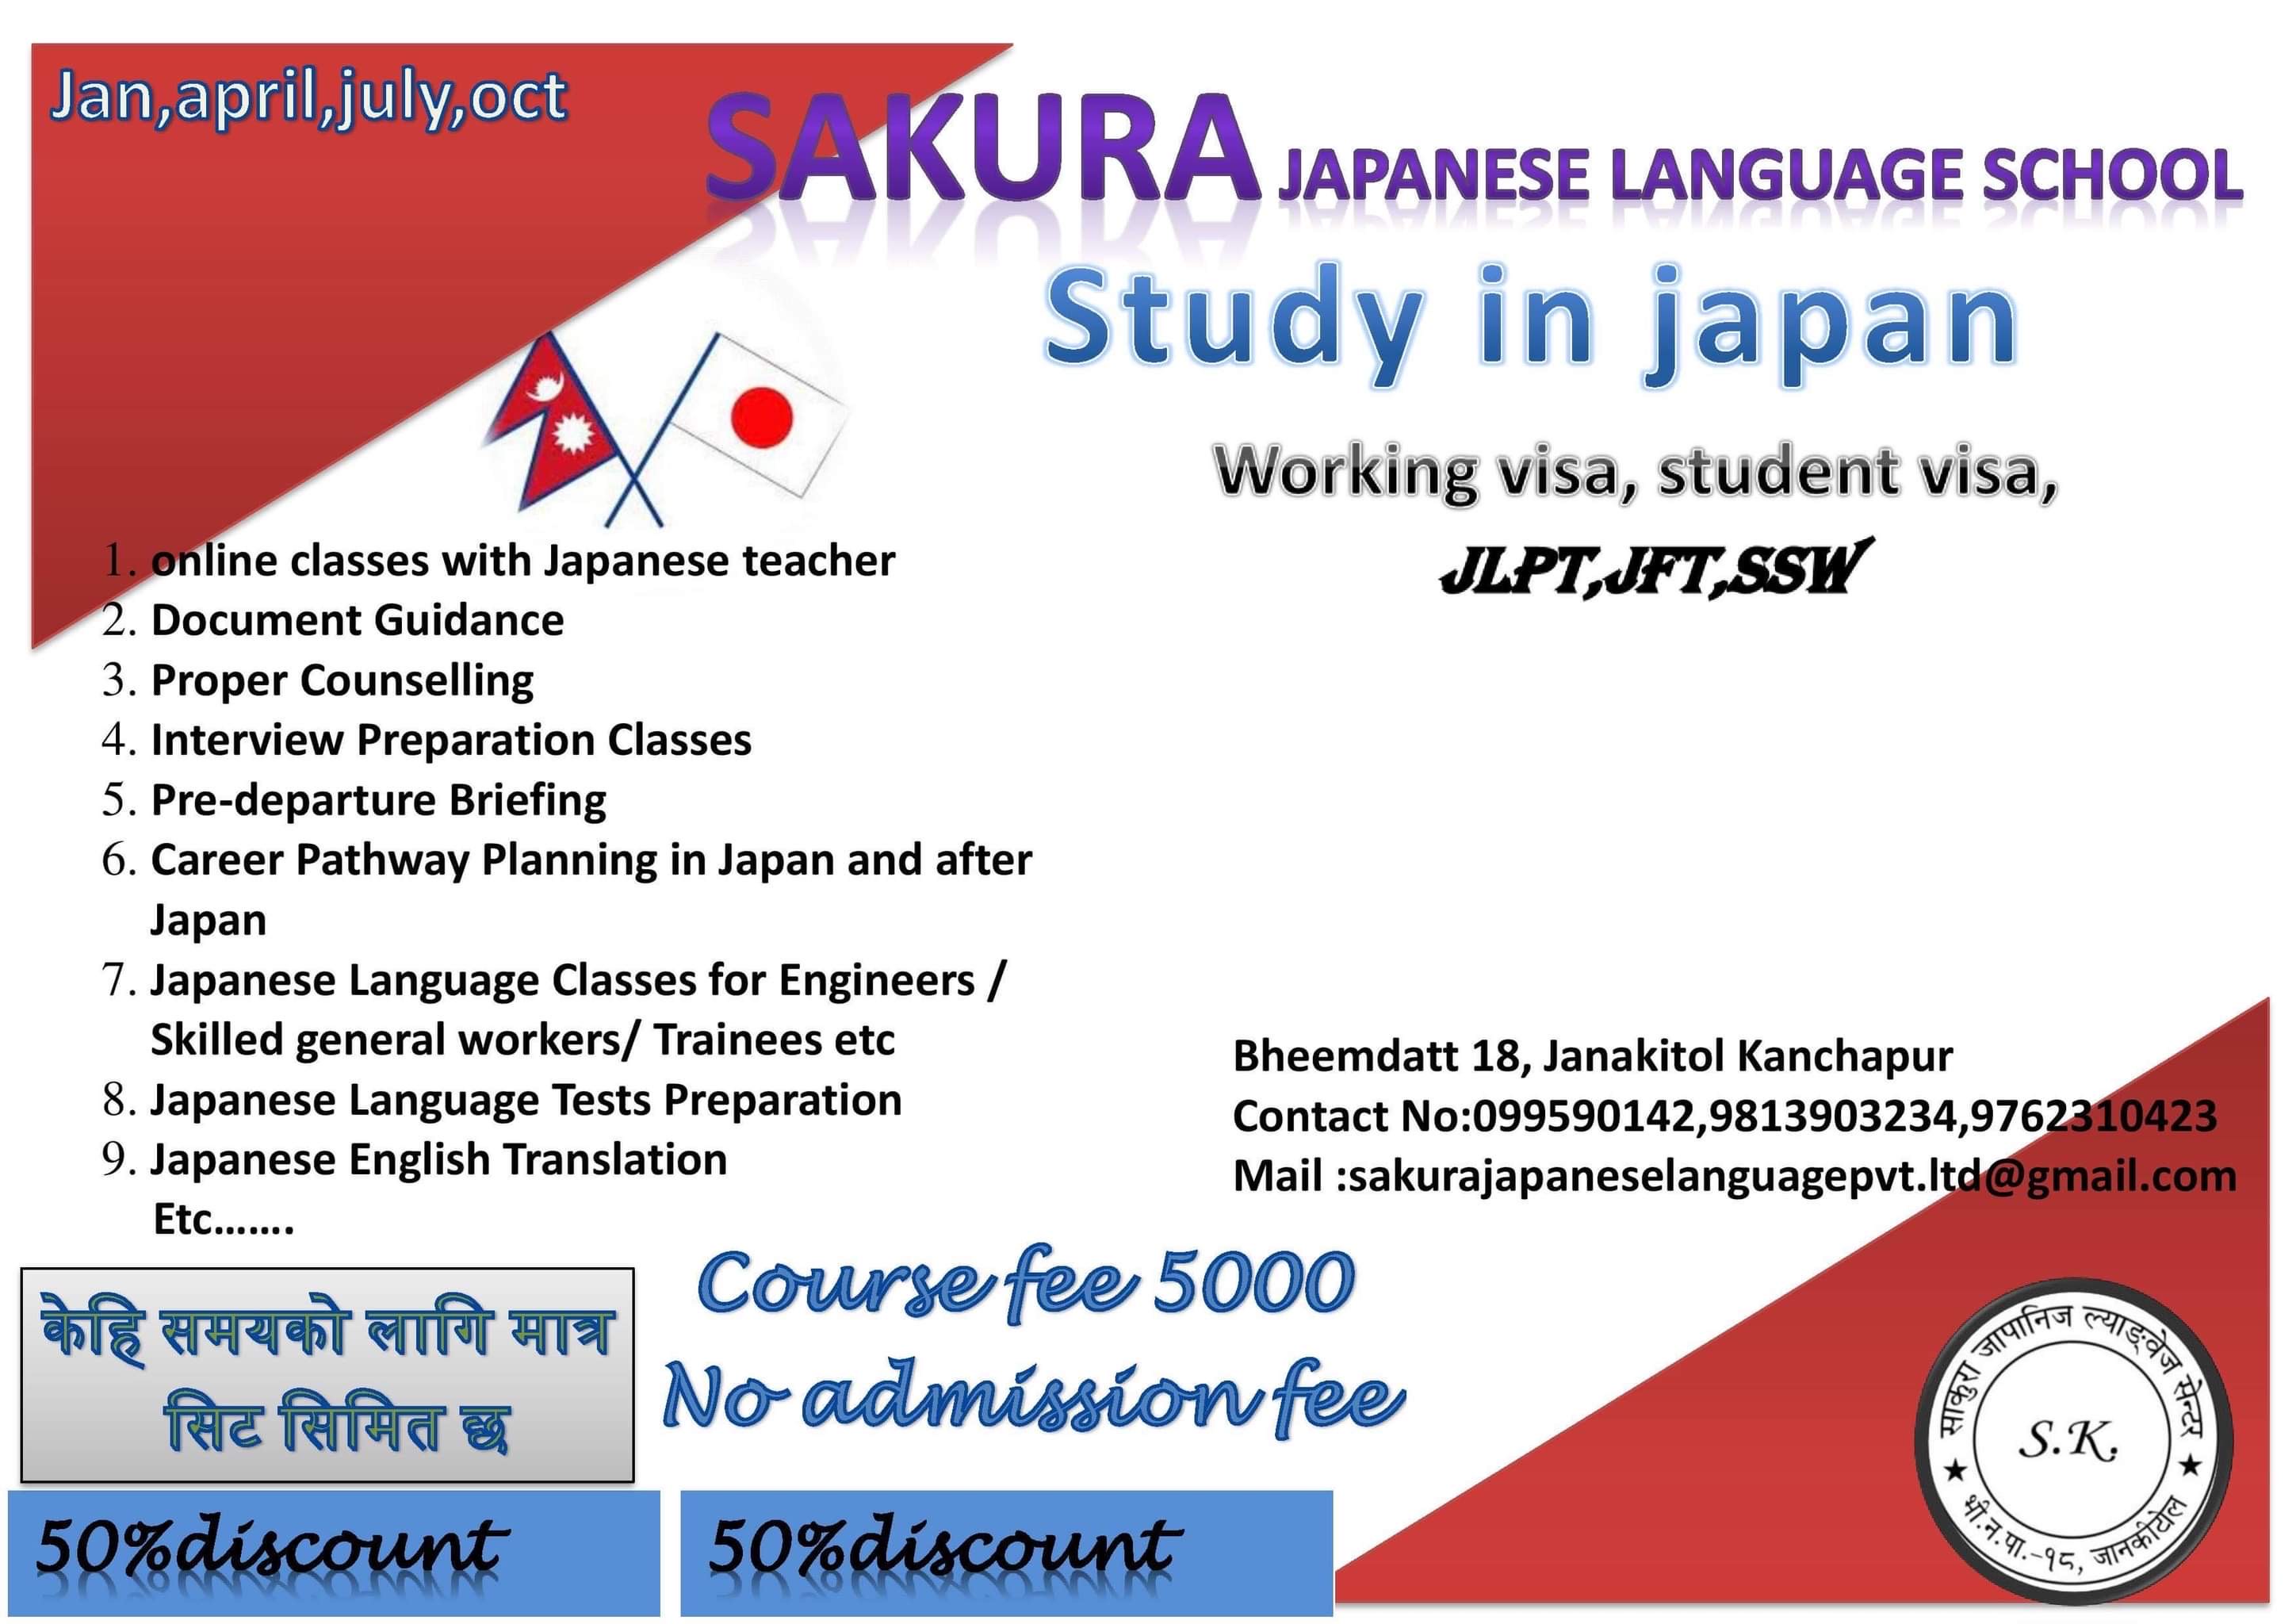 Jan,april,july,oct
SAKURA JAPANESE LANGUAGE SCHOOL
Study in japan
Working visa, student visa,
JLPT,JFT,SSW
1. online classes with Japanese teacher
2. Document Guidance
3. Proper Counselling
4. Interview Preparation Classes
5. Pre-departure Briefing
6. Career Pathway Planning in Japan and after
Japan
7. Japanese Language Classes for Engineers /
Skilled general workers/ Trainees etc
8. Japanese Language Tests Preparation
9. Japanese English Translation
Etc.......
Bheemdatt 18, Janakitol Kanchapur
Contact No:099590142,9813903234,9762310423
Mail :sakurajapaneselanguagepvt.ltd@gmail.com
केहि समयको लागि मात्र
सिट सिमित छ
Course fee 5000
No admission fee
50%discount
50%discount
साकुरा जापानिज ल्याङ्वेज सेन्टर
S.K.
★ भी.न.पा.-१८, जानकीटोल ★